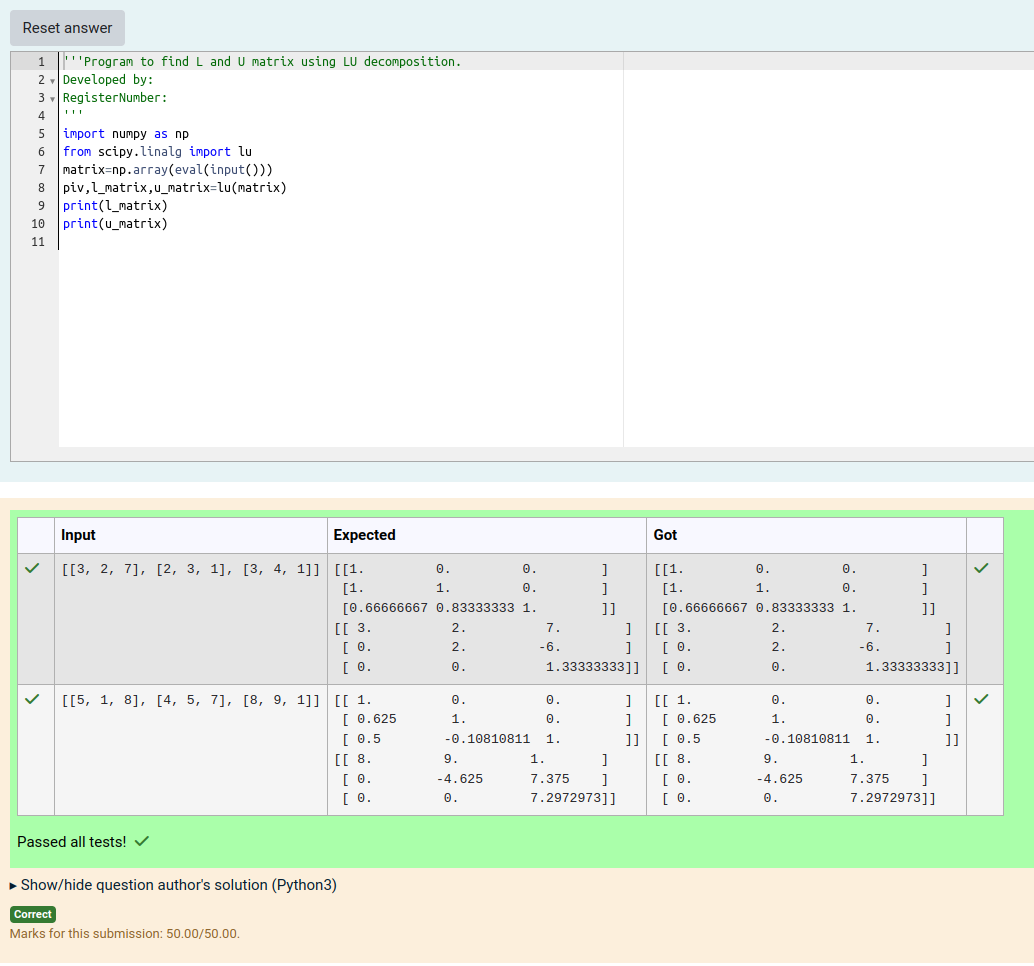 Reset answer
1 '''Program to find L and U matrix using LU decomposition.
2 Developed by:
3 RegisterNumber:
4 '''
5 import numpy as np
6 from scipy.linalg import lu
7 matrix=np.array(eval(input()))
8 piv,l_matrix,u_matrix=lu(matrix)
9 print(l_matrix)
10 print(u_matrix)
11
Input Expected Got
[[3, 2, 7], [2, 3, 1], [3, 4, 1]] [[1. 0. 0. ] [[1. 0. 0. ]
[1. 1. 0. ] [1. 1. 0. ]
[0.66666667 0.83333333 1. ]] [0.66666667 0.83333333 1. ]]
[[ 3. 2. 7. ] [[ 3. 2. 7. ]
[ 0. 2. -6. ] [ 0. 2. -6. ]
[ 0. 0. 1.33333333]] [ 0. 0. 1.33333333]]
[[5, 1, 8], [4, 5, 7], [8, 9, 1]] [[ 1. 0. 0. ] [[ 1. 0. 0. ]
[ 0.625 1. 0. ] [ 0.625 1. 0. ]
[ 0.5 -0.10810811 1. ]] [ 0.5 -0.10810811 1. ]]
[[ 8. 9. 1. ] [[ 8. 9. 1. ]
[ 0. -4.625 7.375 ] [ 0. -4.625 7.375 ]
[ 0. 0. 7.2972973]] [ 0. 0. 7.2972973]]
Passed all tests!
Show/hide question author's solution (Python3)
Correct
Marks for this submission: 50.00/50.00.